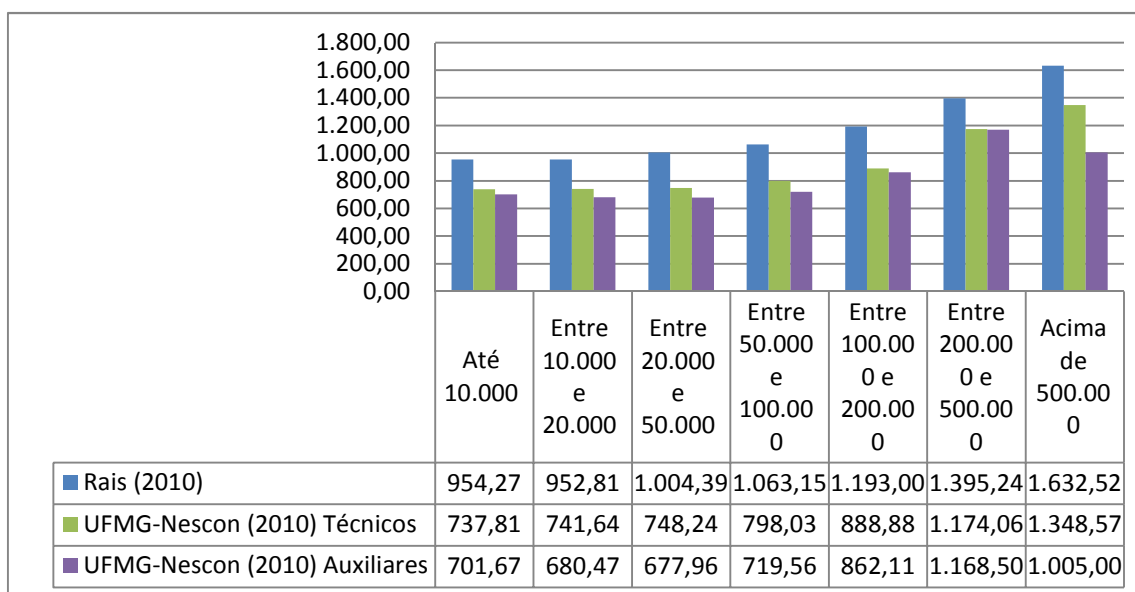 1.800,00
1.600,00
1.400,00
1.200,00
1.000,00
800,00
600,00
400,00
200,00
0,00
Até
10.000
Entre
10.000
e
20.000
Entre
20.000
e
50.000
Entre
50.000
e
100.00
0
Entre
100.00
0 e
200.00
0
Entre
200.00
0 e
500.00
0
Acima
de
500.00
0
Rais (2010) 954,27 952,81 1.004,39 1.063,15 1.193,00 1.395,24 1.632,52
UFMG-Nescon (2010) Técnicos 737,81 741,64 748,24 798,03 888,88 1.174,06 1.348,57
UFMG-Nescon (2010) Auxiliares 701,67 680,47 677,96 719,56 862,11 1.168,50 1.005,00